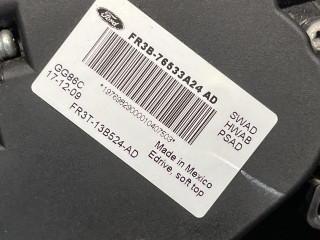 Ford
FR3B-76533A24 AD
GG86C
17-12-09
*19769B29000010407503*
FR3T-13B524-AD
SWAD
HWAB
PSAD
Made in Mexico
Edrive, soft top